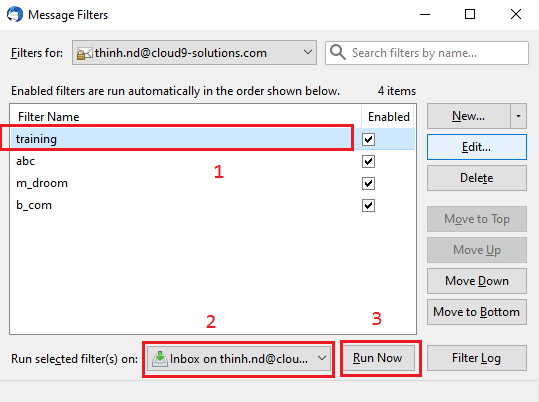 Message Filters
Filters for: thinh.nd@cloud9-solutions.com Search filters by name...
Enabled filters are run automatically in the order shown below. 4 items
Filter Name Enabled New...
training Edit...
abc 1 Delete
m_droom
b_com Move to Top
Move Up
Move Down
Move to Bottom
2 3
Run selected filter(s) on: Inbox on thinh.nd@clou... Run Now Filter Log